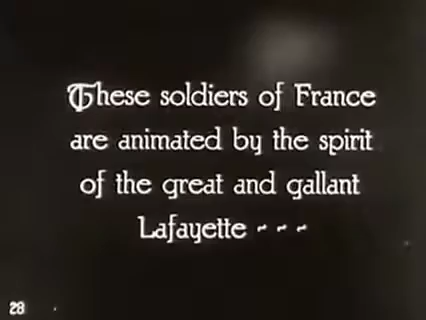 These soldiers of France
are animated by the spirit
of the great and gallant
Lafayette - - -
28